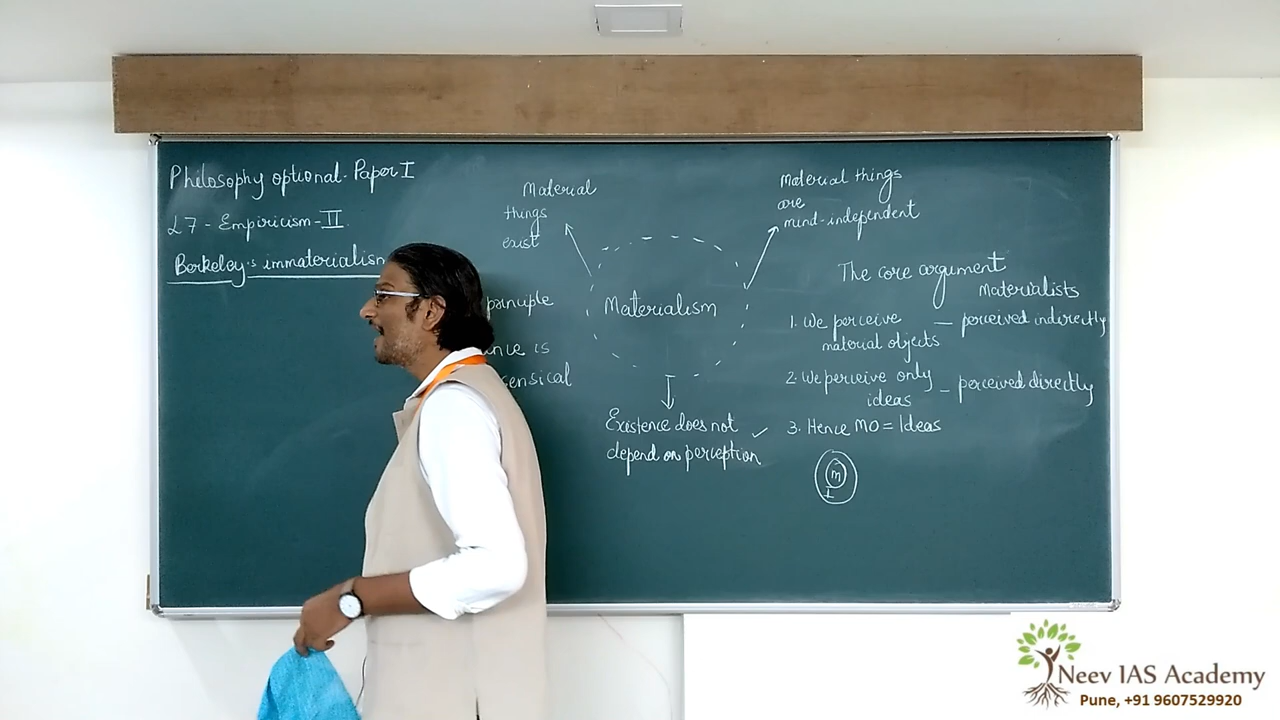 Philosophy optional - Paper I
L7 - Empiricism - II
Berkeley's immaterialism
principle
is
Material
things
exist
Materialism
Material things
are
mind-independent
Existence does not
depend on perception
The core argument
Materialists
1. We perceive — perceived indirectly
material objects
2. We perceive only – perceived directly
ideas
3. Hence MO = Ideas
m
I
Neev IAS Academy
Pune, +91 9607529920